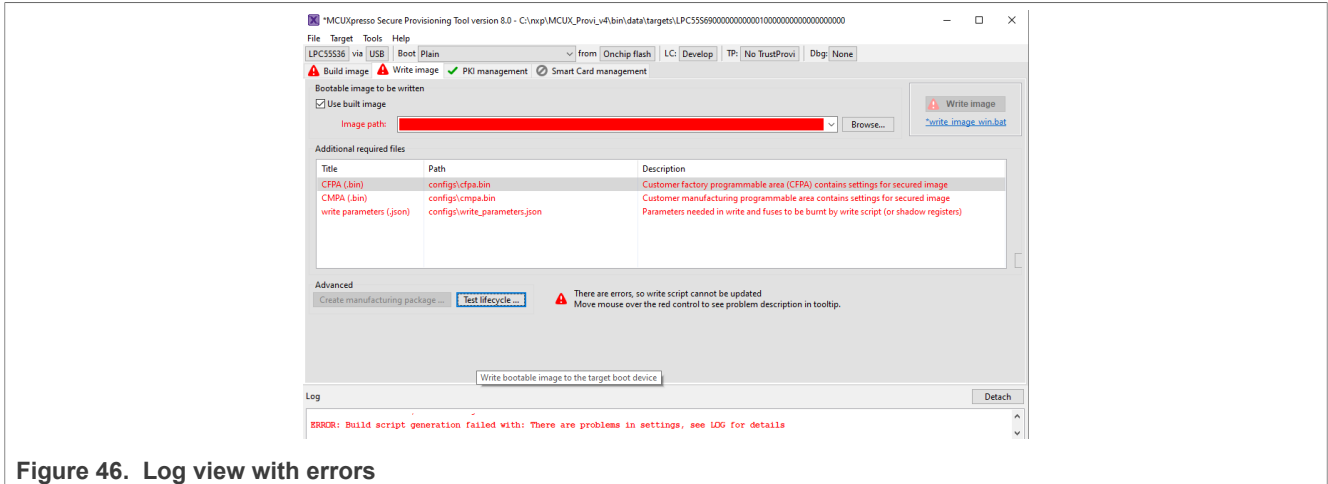 *MCUXpresso Secure Provisioning Tool version 8.0 - C:\nxp\MCUX_Provi_v4\bin\data\targets\LPC55S69000000000001000000000000000000
File Target Tools Help
LPC55S36 via USB Boot Plain from Onchip flash LC: Develop TP: No TrustProvi Dbg: None
Build image Write image PKI management Smart Card management
Bootable image to be written
Use built image
Write image
Image path: Browse... *write_image_win.bat
Additional required files
Title Path Description
CFPA (.bin) configs\cfpa.bin Customer factory programmable area (CFPA) contains settings for secured image
CMPA (.bin) configs\cmpa.bin Customer manufacturing programmable area contains settings for secured image
write parameters (.json) configs\write_parameters.json Parameters needed in write and fuses to be burnt by write script (or shadow registers)
Advanced
Create manufacturing package ... Test lifecycle ... There are errors, so write script cannot be updated
Move mouse over the red control to see problem description in tooltip.
Write bootable image to the target boot device
Log Detach
ERROR: Build script generation failed with: There are problems in settings, see LOG for details
Figure 46. Log view with errors